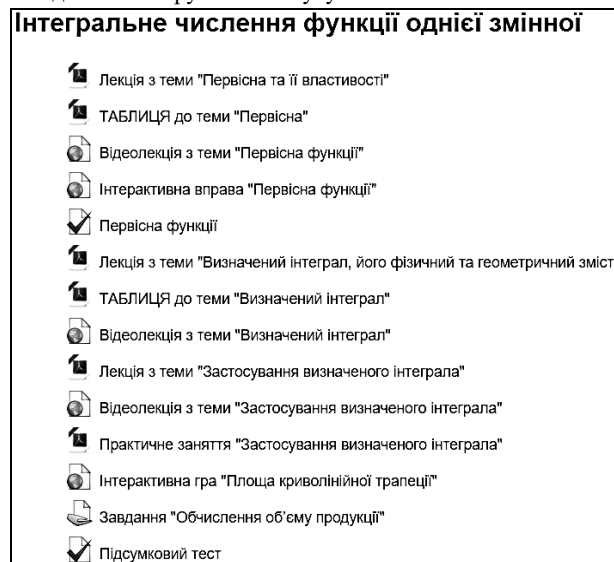 Інтегральне числення функції однієї змінної
Лекція з теми "Первісна та її властивості"
ТАБЛИЦЯ до теми "Первісна"
Відеолекція з теми "Первісна функції"
Інтерактивна вправа "Первісна функції"
Первісна функції
Лекція з теми "Визначений інтеграл, його фізичний та геометричний зміст
ТАБЛИЦЯ до теми "Визначений інтеграл"
Відеолекція з теми "Визначений інтеграл"
Лекція з теми "Застосування визначеного інтеграла"
Відеолекція з теми "Застосування визначеного інтеграла"
Практичне заняття "Застосування визначеного інтеграла"
Інтерактивна гра "Площа криволінійної трапеції"
Завдання "Обчислення об’єму продукції"
Підсумковий тест